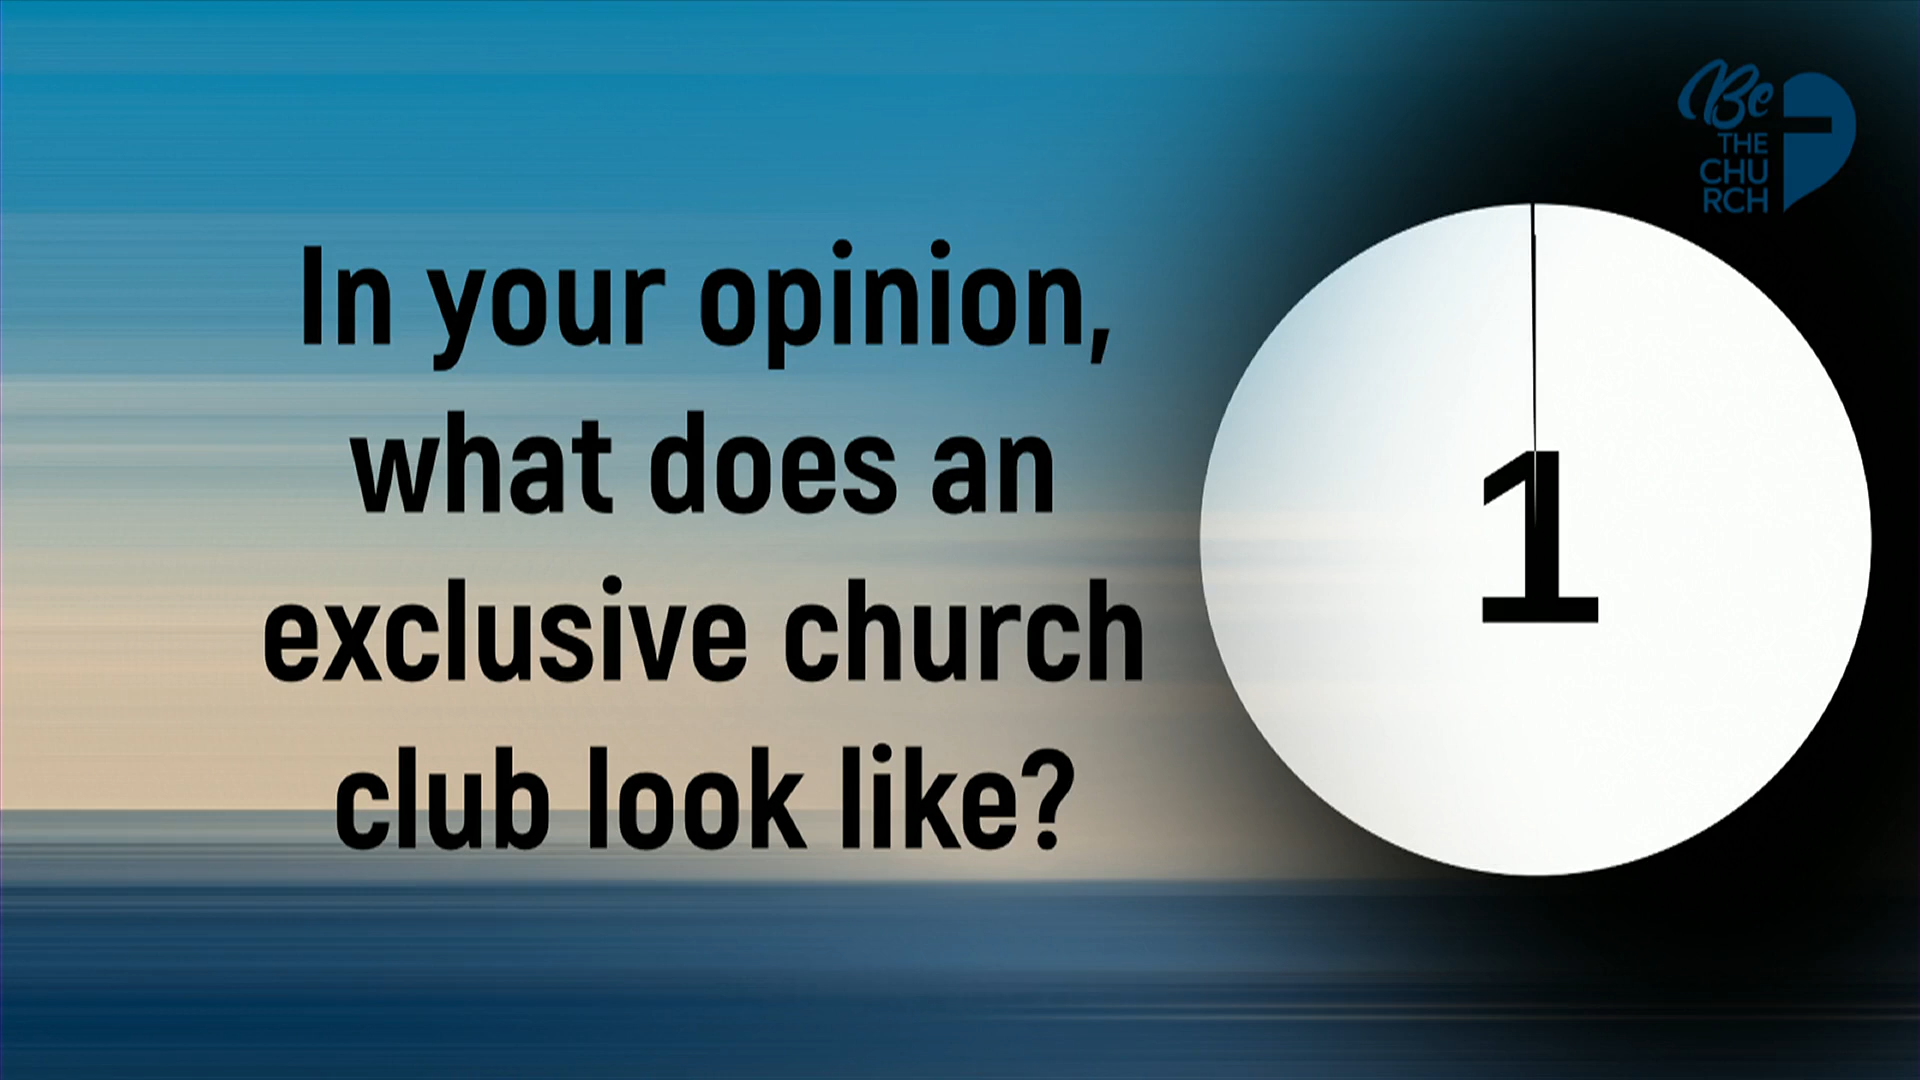 In your opinion,
what does an
exclusive church
club look like?
1
Be
THE
CHU
RCH